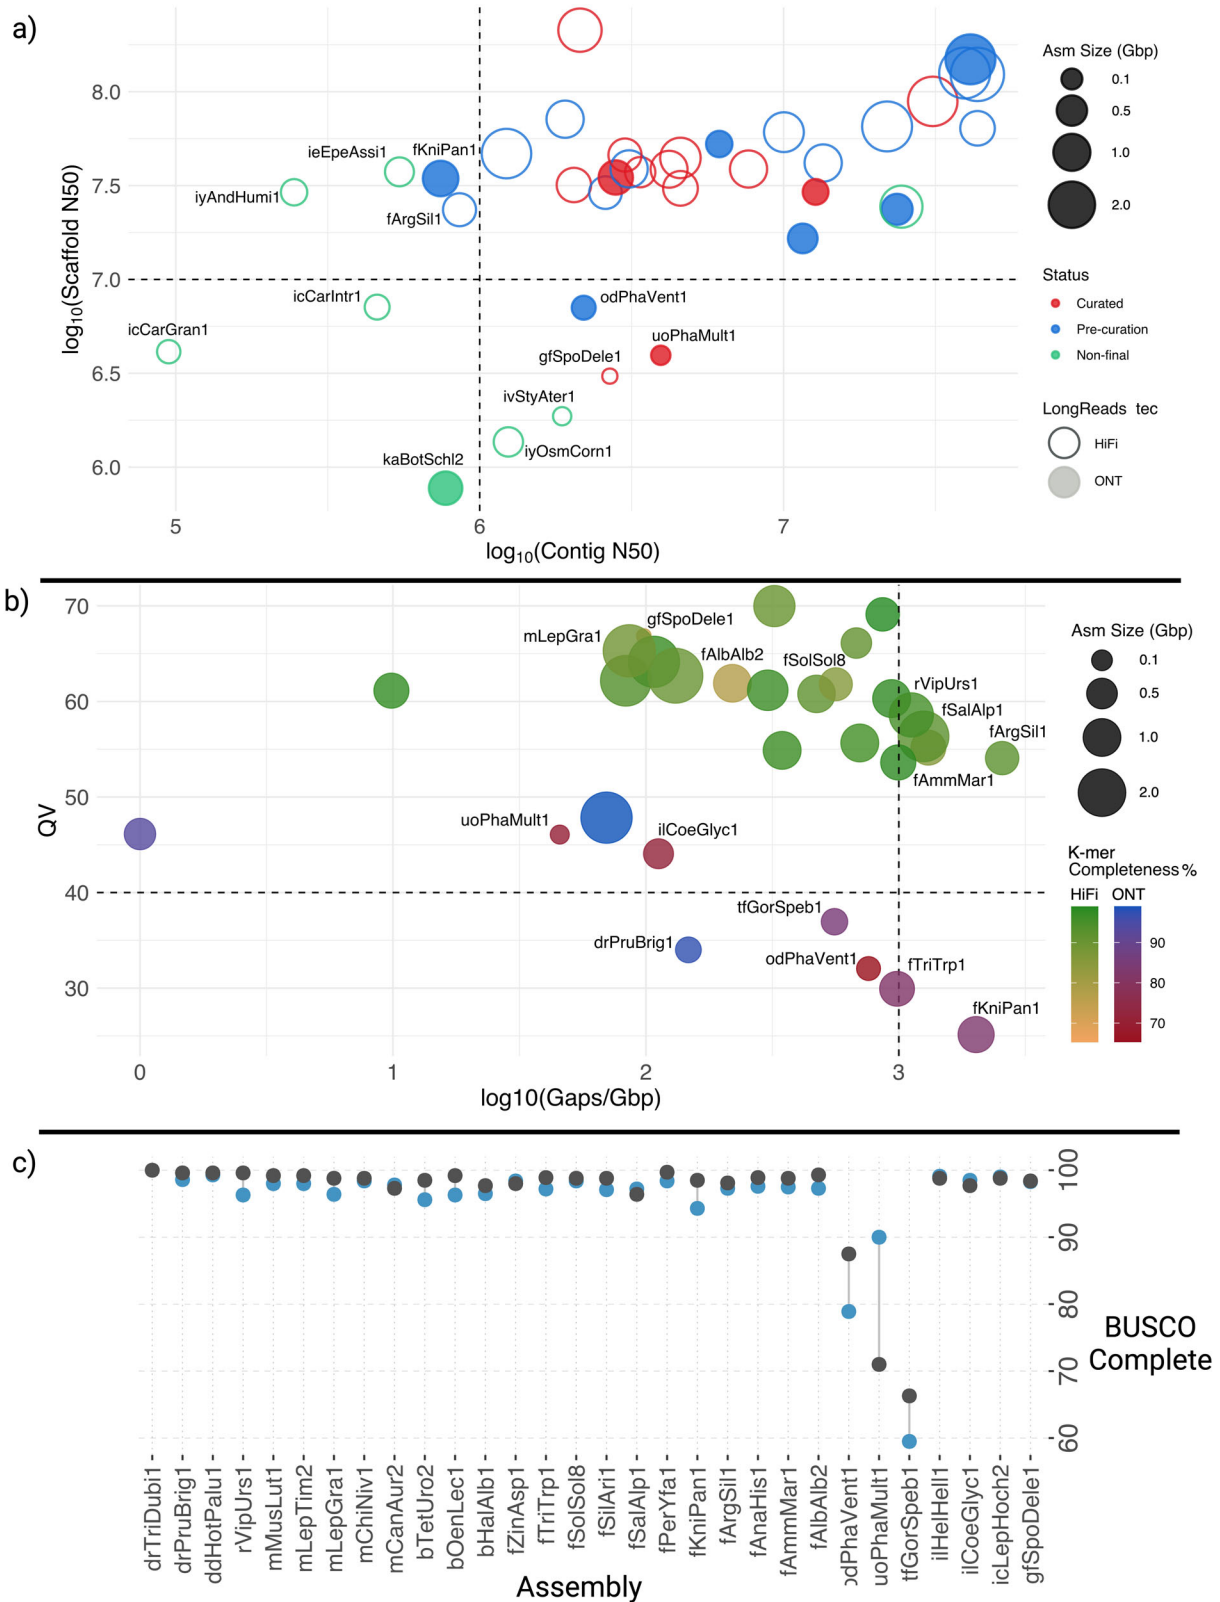 a)
log10(Scaffold N50)
8.0
7.5
7.0
6.5
6.0
5
6
7
log10(Contig N50)
ieEpeAssi1
fKniPan1
iyAndHumi1
fArgSil1
icCarIntr1
odPhaVent1
icCarGran1
uoPhaMult1
gfSpoDele1
ivStyAter1
iyOsmCorn1
kaBotSchl2
Asm Size (Gbp)
0.1
0.5
1.0
2.0
Status
Curated
Pre-curation
Non-final
LongReads tec
HiFi
ONT
b)
QV
70
60
50
40
30
0
1
2
3
log10(Gaps/Gbp)
gfSpoDele1
mLepGra1
fAlbAlb2
fSolSol8
rVipUrs1
fSalAlp1
fArgSil1
fAmmMar1
uoPhaMult1
ilCoeGlyc1
tfGorSpeb1
drPruBrig1
odPhaVent1
fTriTrp1
fKniPan1
Asm Size (Gbp)
0.1
0.5
1.0
2.0
K-mer
Completeness %
HiFi ONT
90
80
70
c)
100
90
80
70
60
BUSCO
Complete
drTriDubi1
drPruBrig1
ddHotPalu1
rVipUrs1
mMusLut1
mLepTim2
mLepGra1
mChiNiv1
mCanAur2
bTetUro2
bOenLec1
bHalAlb1
fZinAsp1
fTriTrp1
fSolSol8
fSilAri1
fSalAlp1
fPerYfa1
fKniPan1
fArgSil1
fAnaHis1
fAmmMar1
fAlbAlb2
odPhaVent1
uoPhaMult1
tfGorSpeb1
ilHelHell1
ilCoeGlyc1
icLepHoch2
gfSpoDele1
Assembly